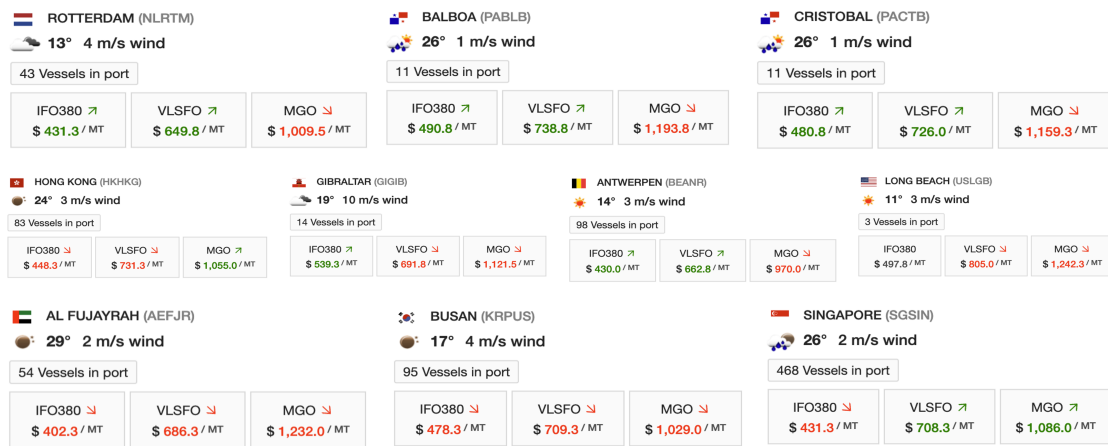 ROTTERDAM (NLRTM)
13° 4 m/s wind
43 Vessels in port
IFO380 VLSFO MGO
$ 431.3 / MT $ 649.8 / MT $ 1,009.5 / MT
BALBOA (PABLB)
26° 1 m/s wind
11 Vessels in port
IFO380 VLSFO MGO
$ 490.8 / MT $ 738.8 / MT $ 1,193.8 / MT
CRISTOBAL (PACTB)
26° 1 m/s wind
11 Vessels in port
IFO380 VLSFO MGO
$ 480.8 / MT $ 726.0 / MT $ 1,159.3 / MT
HONG KONG (HKHKG)
24° 3 m/s wind
83 Vessels in port
IFO380 VLSFO MGO
$ 448.3 / MT $ 731.3 / MT $ 1,055.0 / MT
GIBRALTAR (GIGIB)
19° 10 m/s wind
14 Vessels in port
IFO380 VLSFO MGO
$ 539.3 / MT $ 691.8 / MT $ 1,121.5 / MT
ANTWERPEN (BEANR)
14° 3 m/s wind
98 Vessels in port
IFO380 VLSFO MGO
$ 430.0 / MT $ 662.8 / MT $ 970.0 / MT
LONG BEACH (USLGB)
11° 3 m/s wind
3 Vessels in port
IFO380 VLSFO MGO
$ 497.8 / MT $ 805.0 / MT $ 1,242.3 / MT
AL FUJAYRAH (AEFJR)
29° 2 m/s wind
54 Vessels in port
IFO380 VLSFO MGO
$ 402.3 / MT $ 686.3 / MT $ 1,232.0 / MT
BUSAN (KRPUS)
17° 4 m/s wind
95 Vessels in port
IFO380 VLSFO MGO
$ 478.3 / MT $ 709.3 / MT $ 1,029.0 / MT
SINGAPORE (SGSIN)
26° 2 m/s wind
468 Vessels in port
IFO380 VLSFO MGO
$ 431.3 / MT $ 708.3 / MT $ 1,086.0 / MT